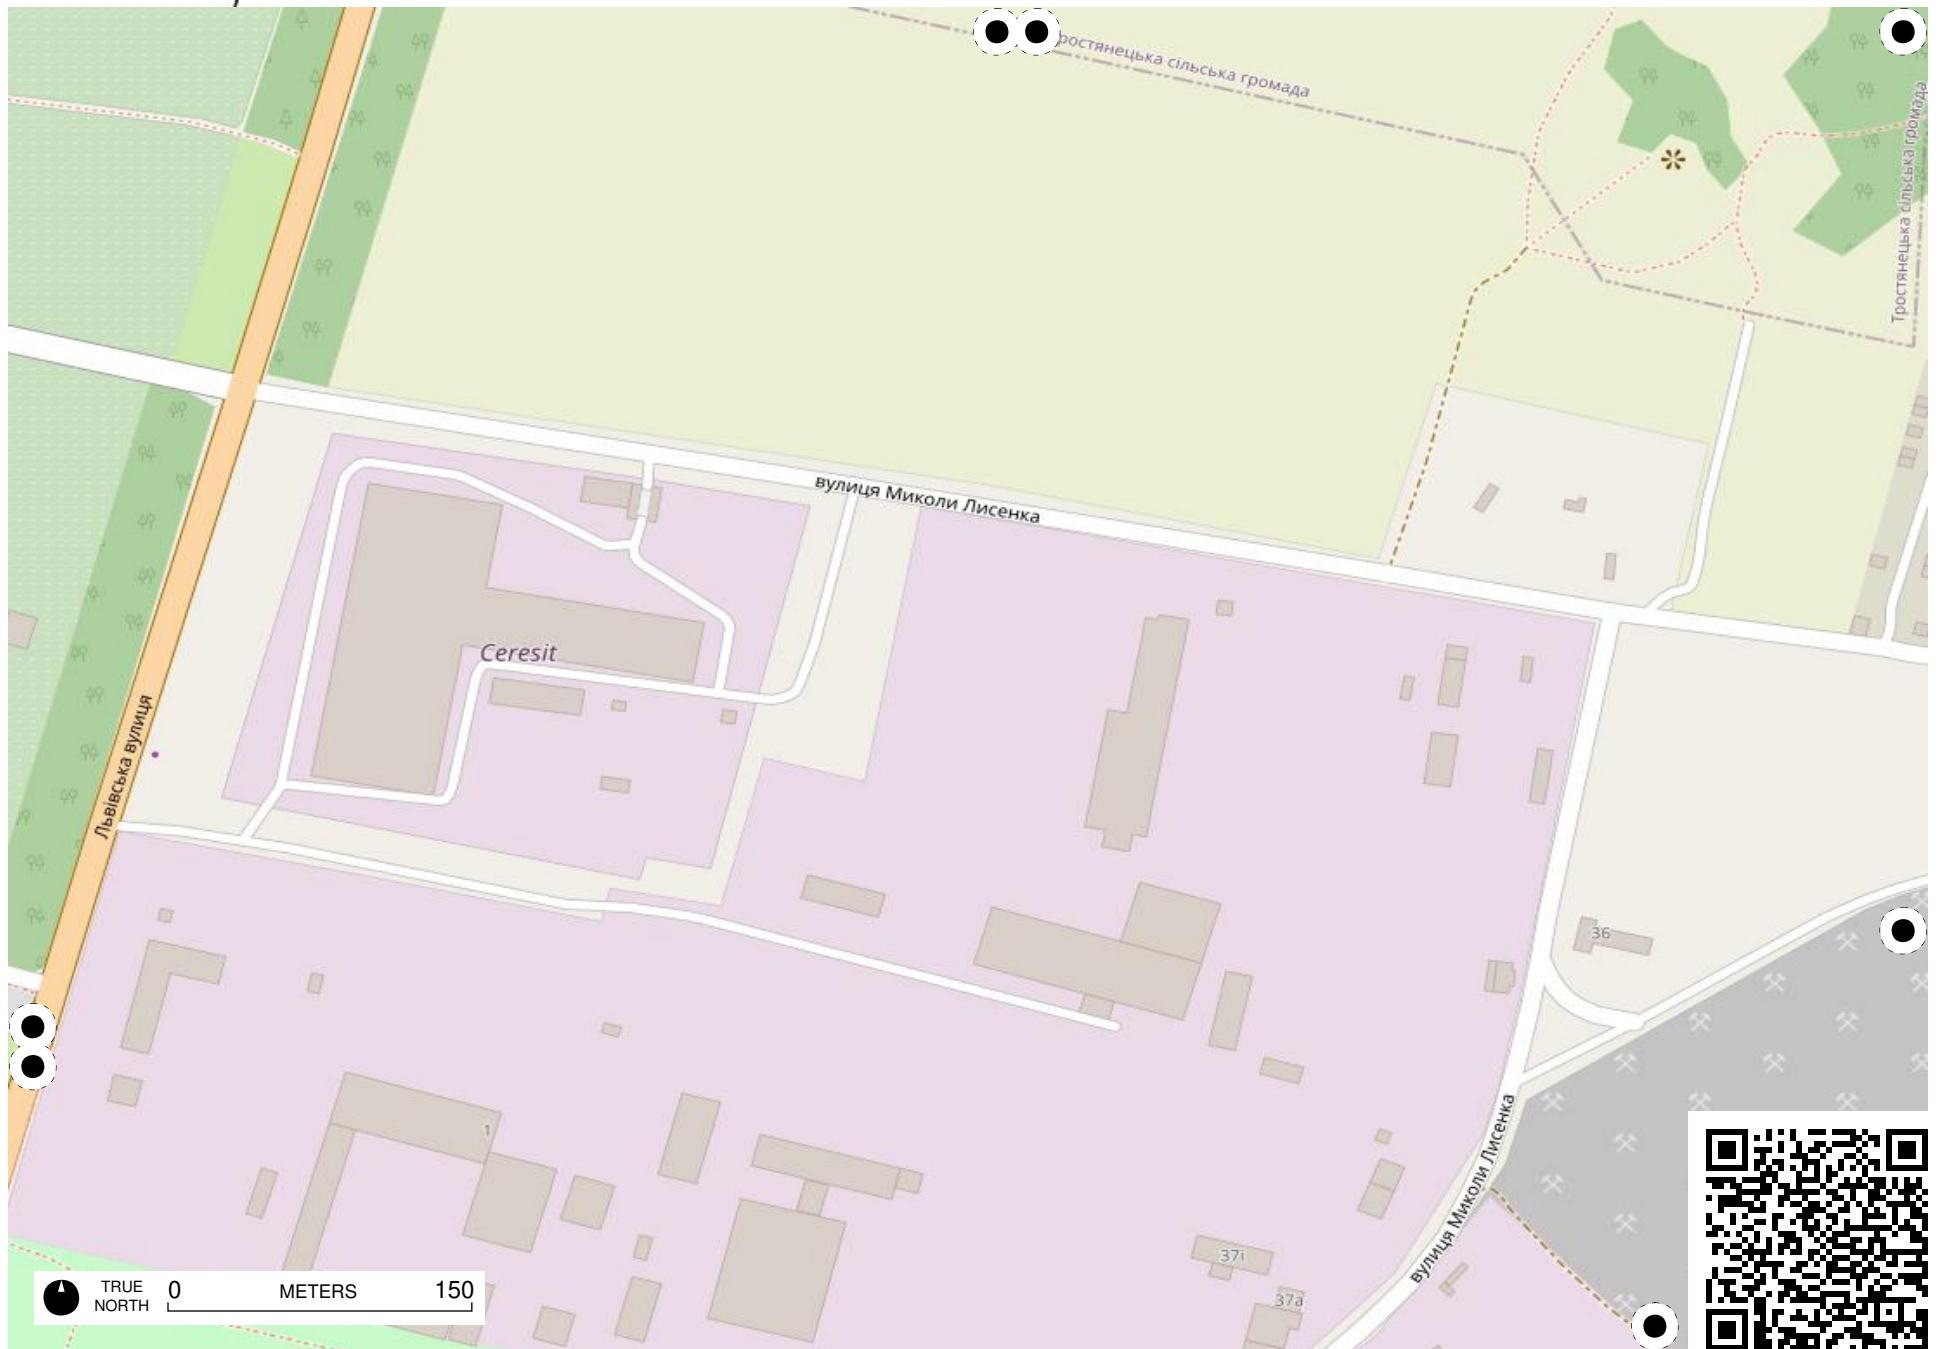 Тростянецька сільська громада
Тростянецька сільська громада
вулиця Миколи Лисенка
Ceresit
Львівська вулиця
36
1
вулиця Миколи Лисенка
37і
37а
TRUE
NORTH
0 METERS 150